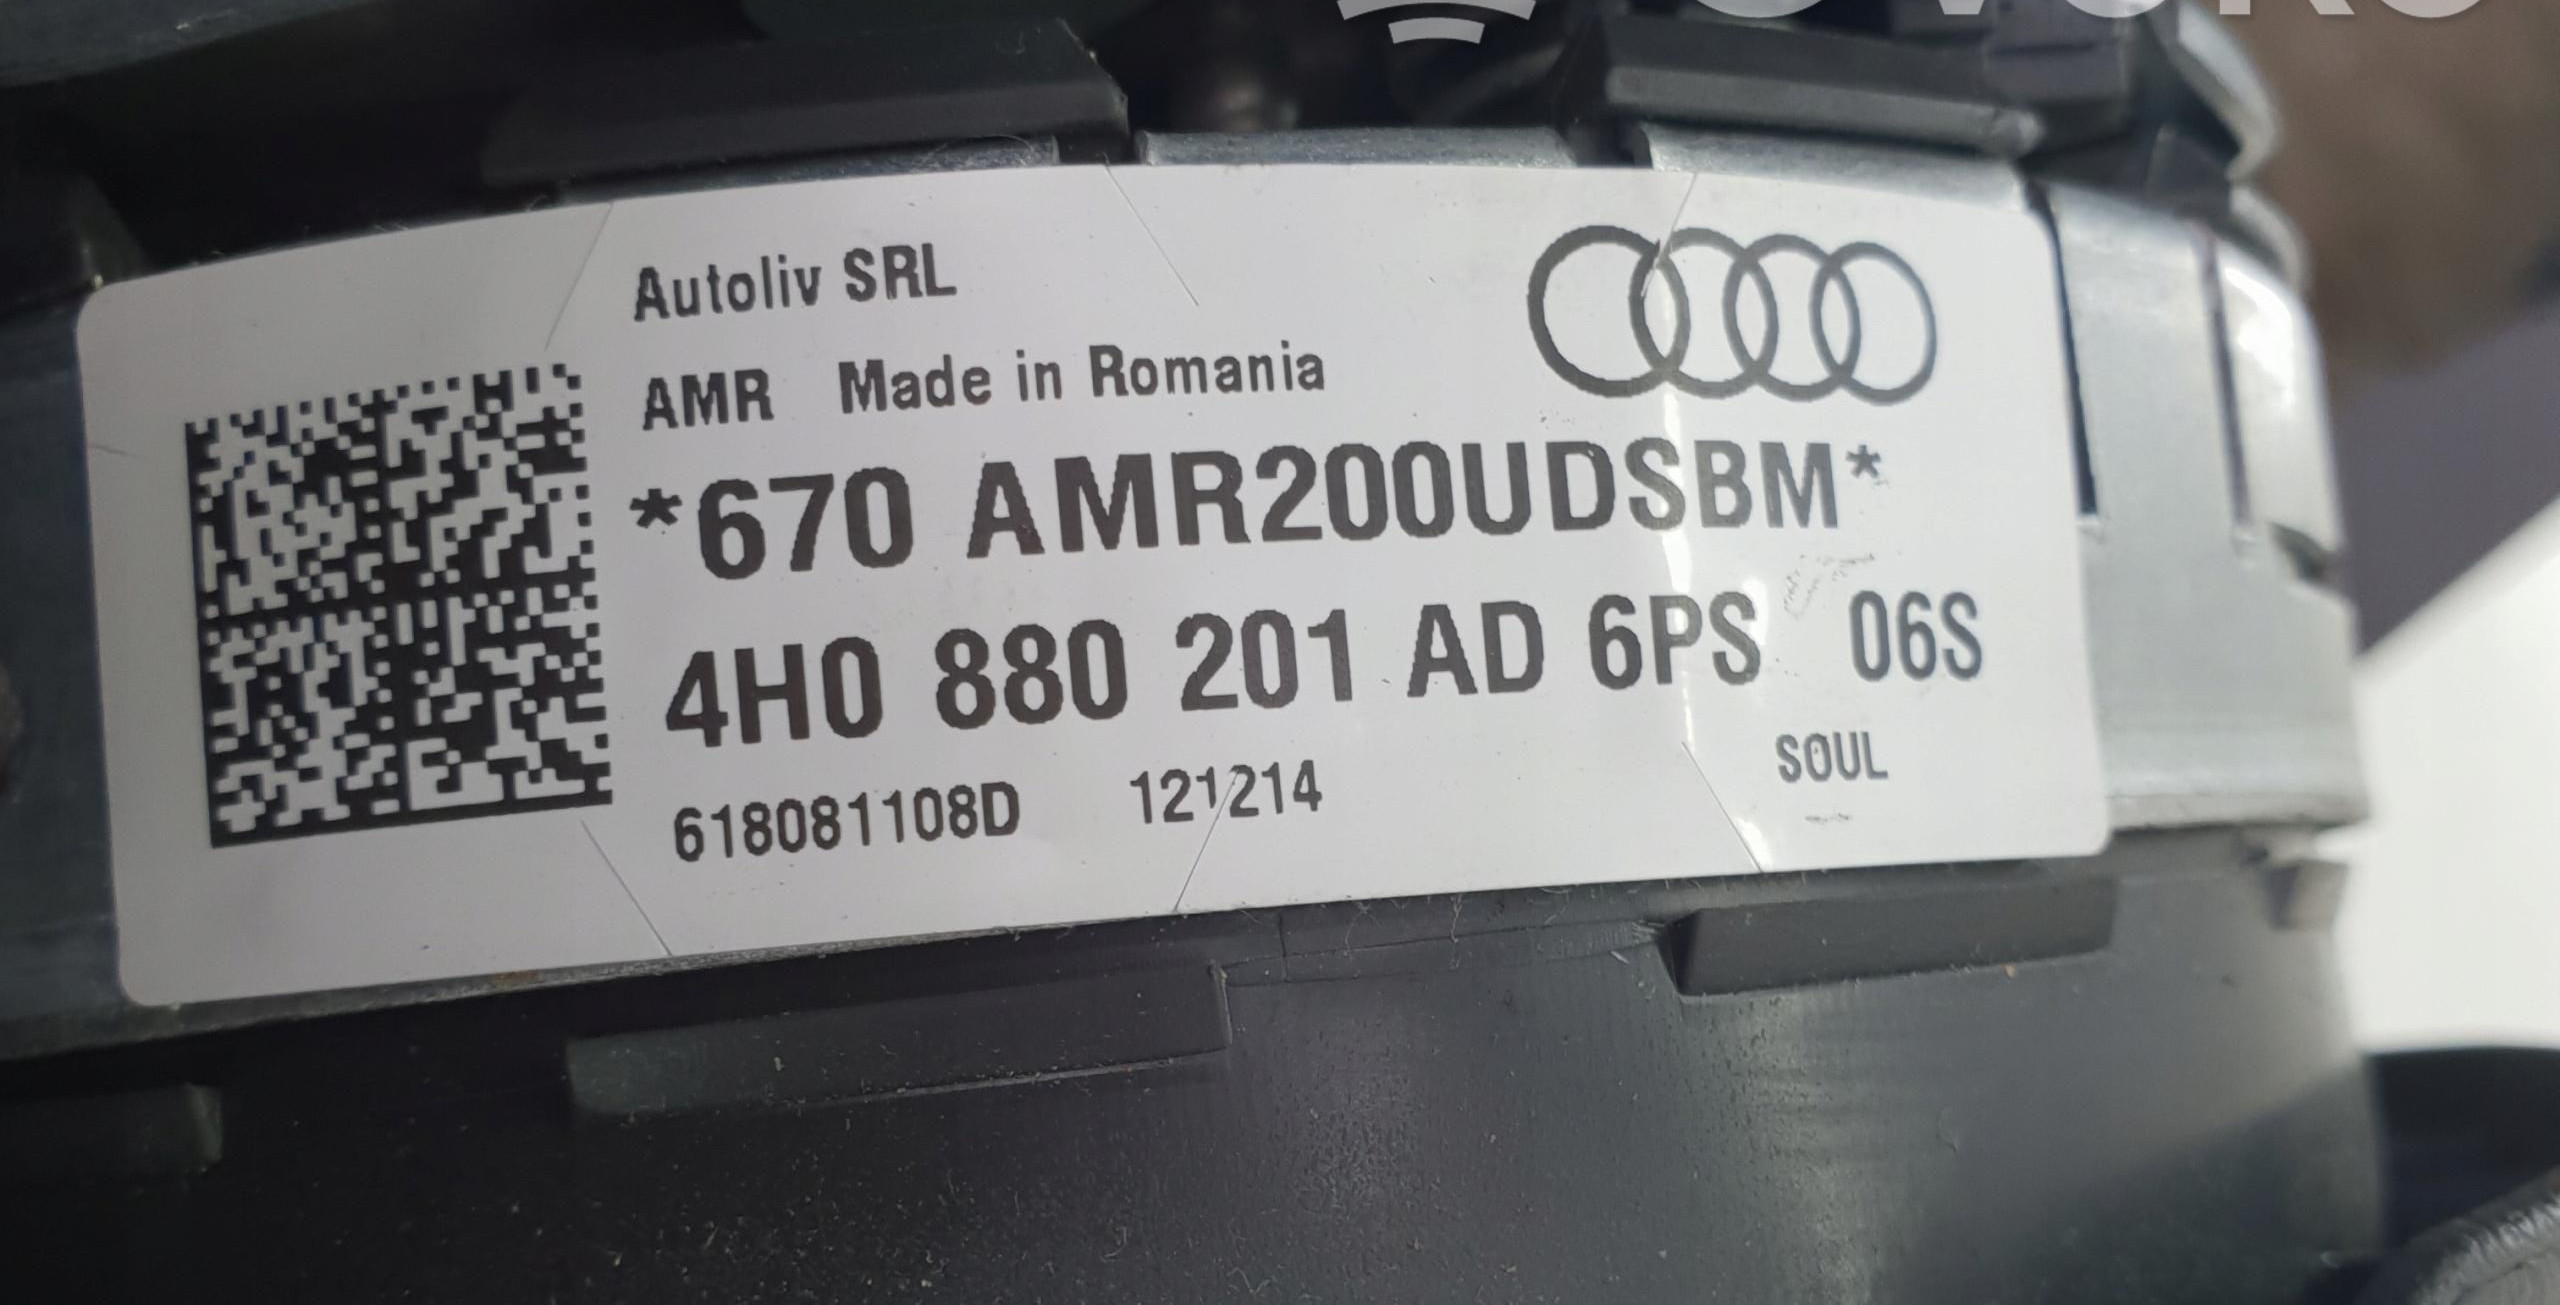 Autoliv SRL
AMR Made in Romania
*670 AMR200UDSBM*
4H0 880 201 AD 6PS 06S
618081108D 121214
SOUL